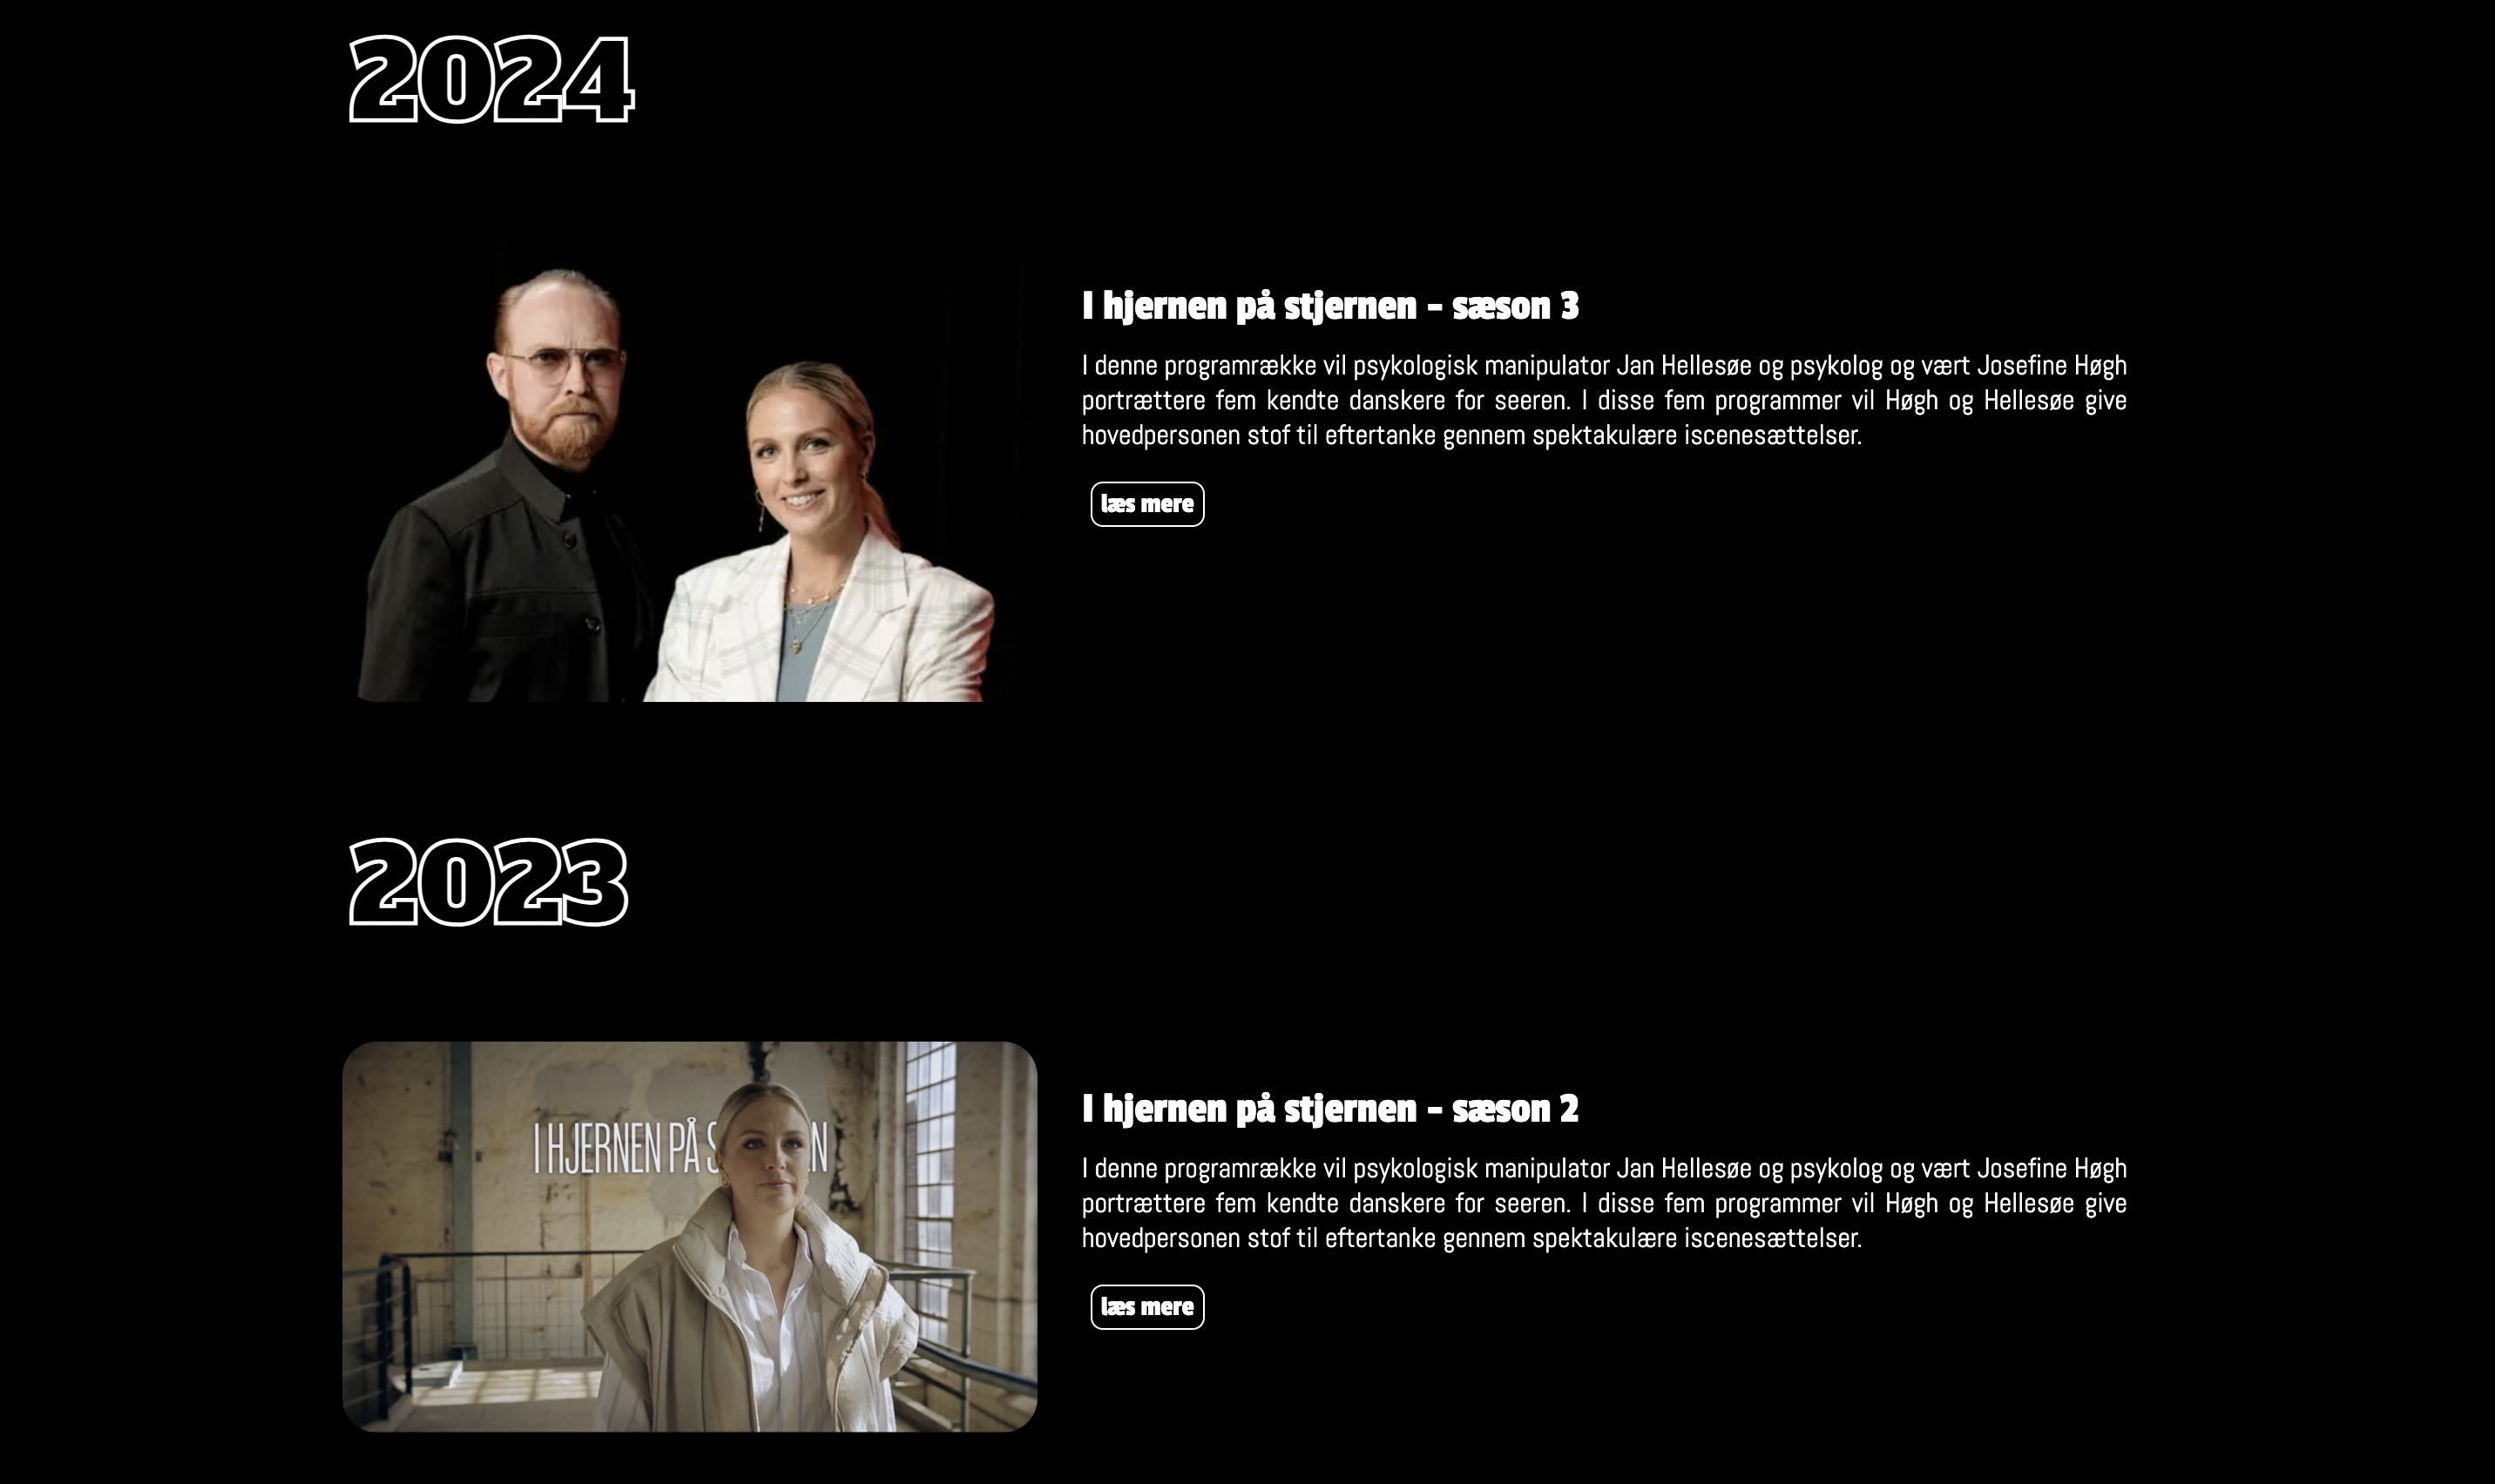 2024
I hjernen på stjernen – sæson 3
I denne programrække vil psykologisk manipulator Jan Hellesøe og psykolog og vært Josefine Høgh
portrættere fem kendte danskere for seeren. I disse fem programmer vil Høgh og Hellesøe give
hovedpersonen stof til eftertanke gennem spektakulære iscenesættelser.
læs mere
2023
I HJERNEN PÅ
I hjernen på stjernen – sæson 2
I denne programrække vil psykologisk manipulator Jan Hellesøe og psykolog og vært Josefine Høgh
portrættere fem kendte danskere for seeren. I disse fem programmer vil Høgh og Hellesøe give
hovedpersonen stof til eftertanke gennem spektakulære iscenesættelser.
læs mere